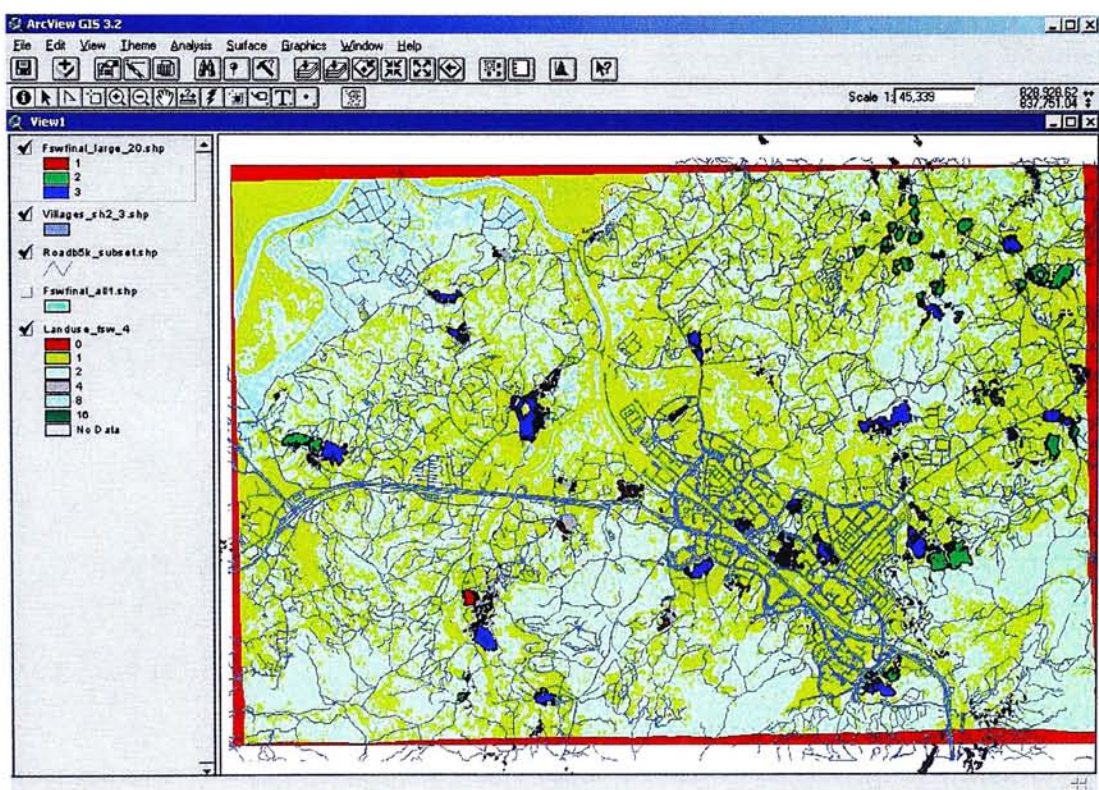 ArcView GIS 3.2
File Edit View Theme Analysis Surface Graphics Window Help
Scale 1: 45,339
828,928.62
837,751.04
View1
Fswfinal_large_20.shp
1
2
3
Villages_sh2_3.shp
Roadb5k_subset.shp
Fswfinal_all1.shp
Landuse_fsw_4
0
1
2
4
8
16
No Data